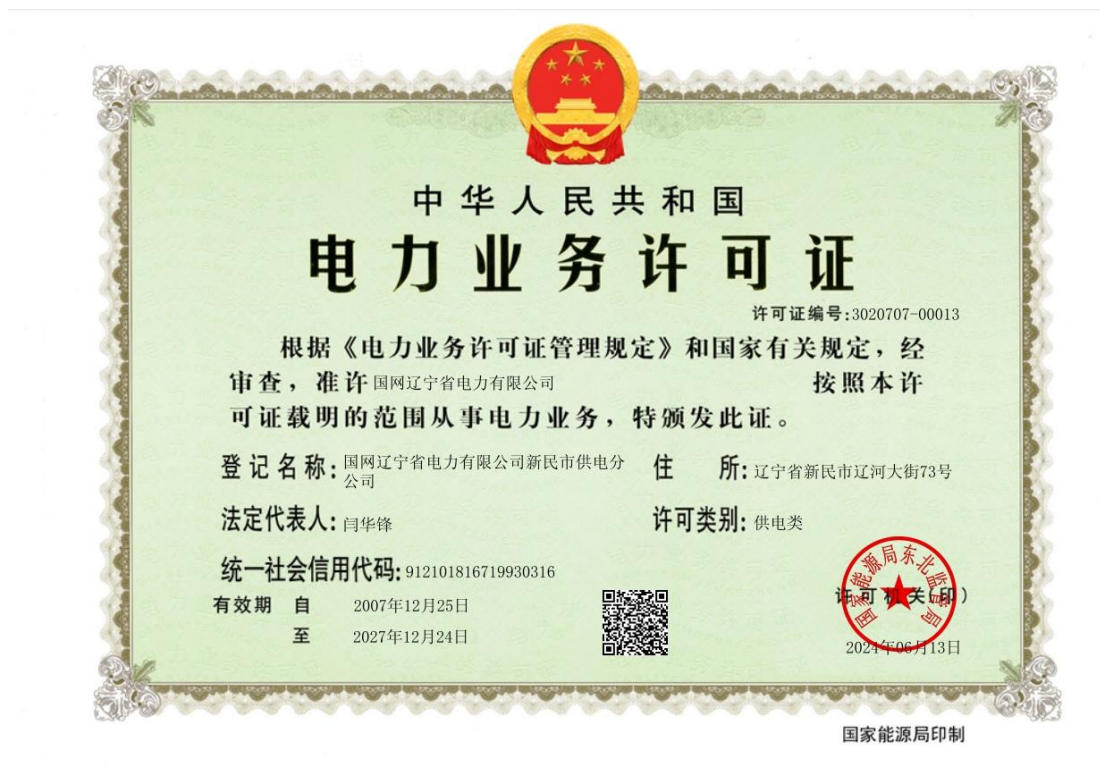 中华人民共和国
电力业务许可证
许可证编号:3020707-00013
根据《电力业务许可证管理规定》和国家有关规定，经
审查，准许国网辽宁省电力有限公司 按照本许
可证载明的范围从事电力业务，特颁发此证。
登记名称:国网辽宁省电力有限公司新民市供电分
公司
住 所:辽宁省新民市辽河大街73号
法定代表人:闫华锋
许可类别:供电类
统一社会信用代码:912101816719930316
有效期 自 2007年12月25日
至 2027年12月24日
国家能源局东北监管局
许可机关(印)
2024年06月13日
国家能源局印制